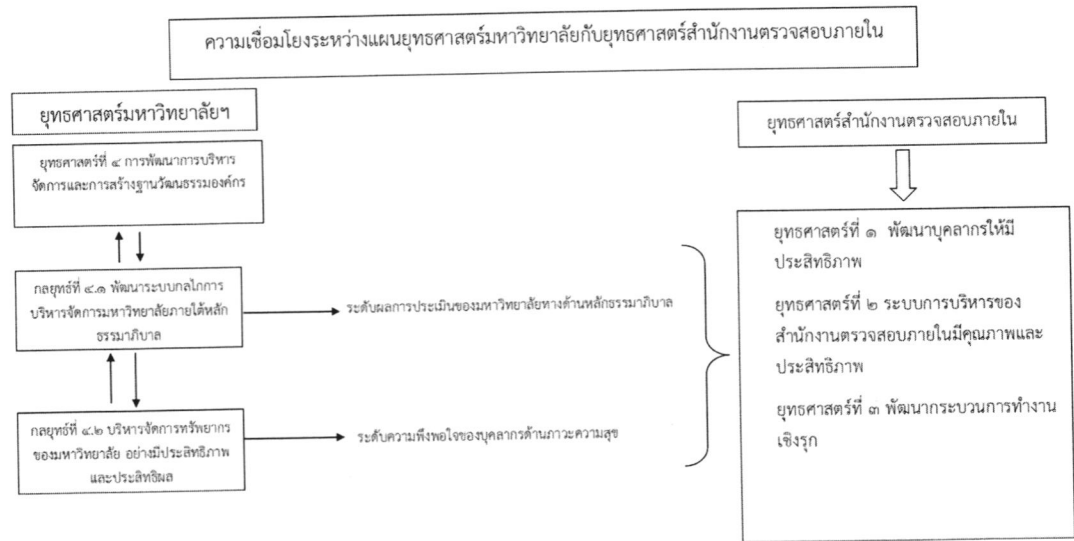 ความเชื่อมโยงระหว่างแผนยุทธศาสตร์มหาวิทยาลัยกับยุทธศาสตร์สำนักงานตรวจสอบภายใน
ยุทธศาสตร์มหาวิทยาลัยฯ
ยุทธศาสตร์ที่ ๔ การพัฒนาการบริหาร
จัดการและการสร้างฐานวัฒนธรรมองค์กร
กลยุทธ์ที่ ๔.๑ พัฒนาระบบกลไกการ
บริหารจัดการมหาวิทยาลัยภายใต้หลัก
ธรรมาภิบาล
ระดับผลการประเมินของมหาวิทยาลัยทางด้านหลักธรรมาภิบาล
กลยุทธ์ที่ ๔.๒ บริหารจัดการทรัพยากร
ของมหาวิทยาลัย อย่างมีประสิทธิภาพ
และประสิทธิผล
ระดับความพึงพอใจของบุคลากรด้านภาวะความสุข
ยุทธศาสตร์สำนักงานตรวจสอบภายใน
ยุทธศาสตร์ที่ ๑ พัฒนาบุคลากรให้มี
ประสิทธิภาพ
ยุทธศาสตร์ที่ ๒ ระบบการบริหารของ
สำนักงานตรวจสอบภายในมีคุณภาพและ
ประสิทธิภาพ
ยุทธศาสตร์ที่ ๓ พัฒนากระบวนการทำงาน
เชิงรุก